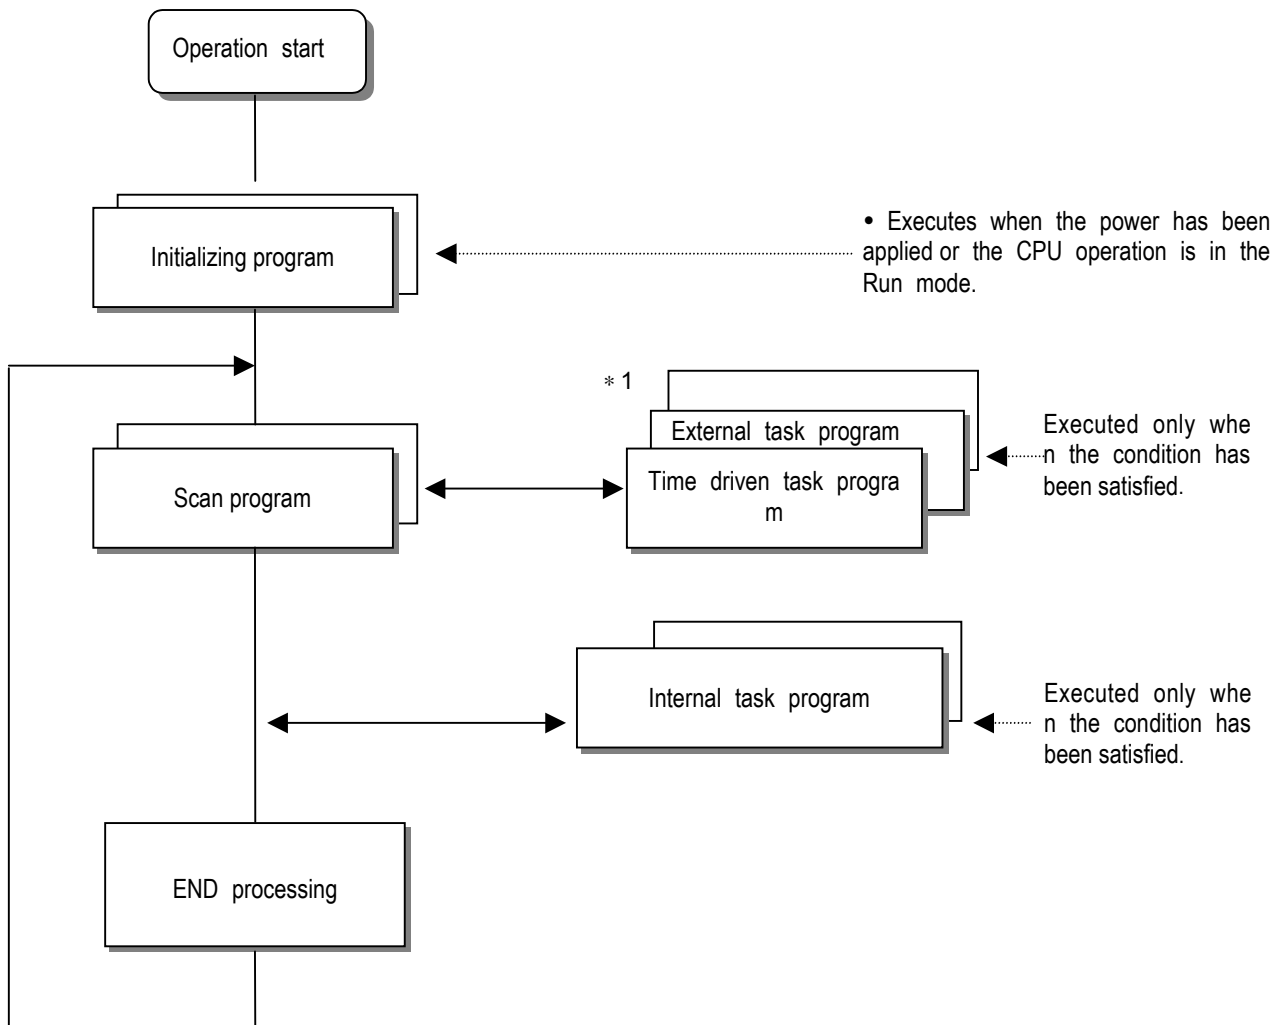 Operation start
Initializing program
• Executes when the power has been
applied or the CPU operation is in the
Run mode.
* 1
External task program
Time driven task progra
m
Executed only whe
n the condition has
been satisfied.
Scan program
Internal task program
Executed only whe
n the condition has
been satisfied.
END processing